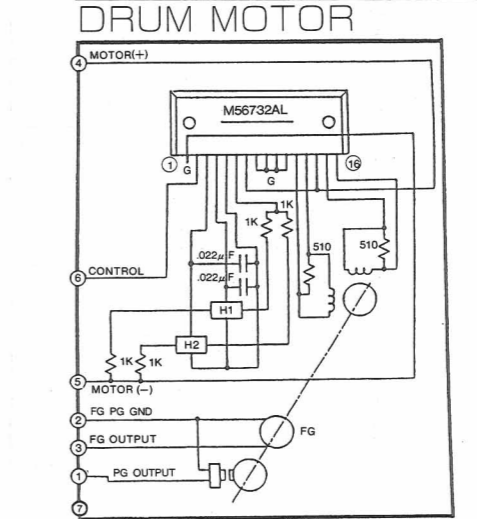 DRUM MOTOR
4 MOTOR(+)
M56732AL
1 G 16
G
1K
1K
.022μF
510
510
6 CONTROL
.022μF
H1
H2
1K 1K
5 MOTOR (-)
2 FG PG GND
FG
3 FG OUTPUT
1 PG OUTPUT
7